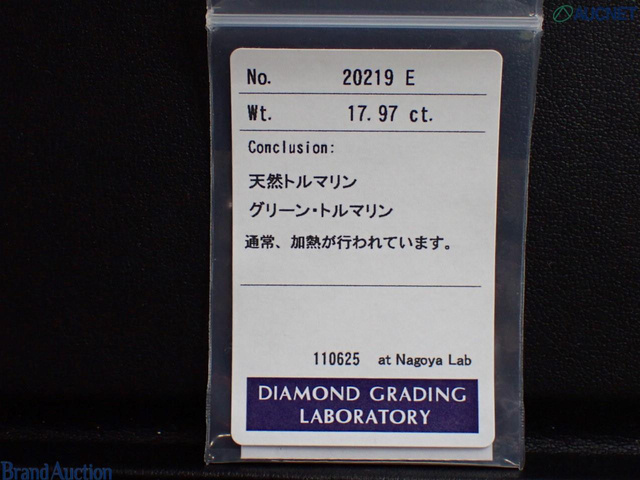 AUCNET
No. 20219 E
Wt. 17.97 ct.
Conclusion:
天然トルマリン
グリーン・トルマリン
通常、加熱が行われています。
110625 at Nagoya Lab
DIAMOND GRADING
LABORATORY
Brand Auction